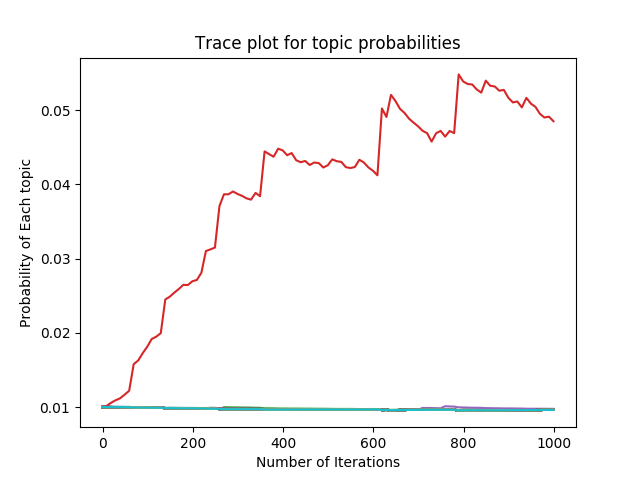 Trace plot for topic probabilities
Probability of Each topic
0.05
0.04
0.03
0.02
0.01
0 200 400 600 800 1000
Number of Iterations